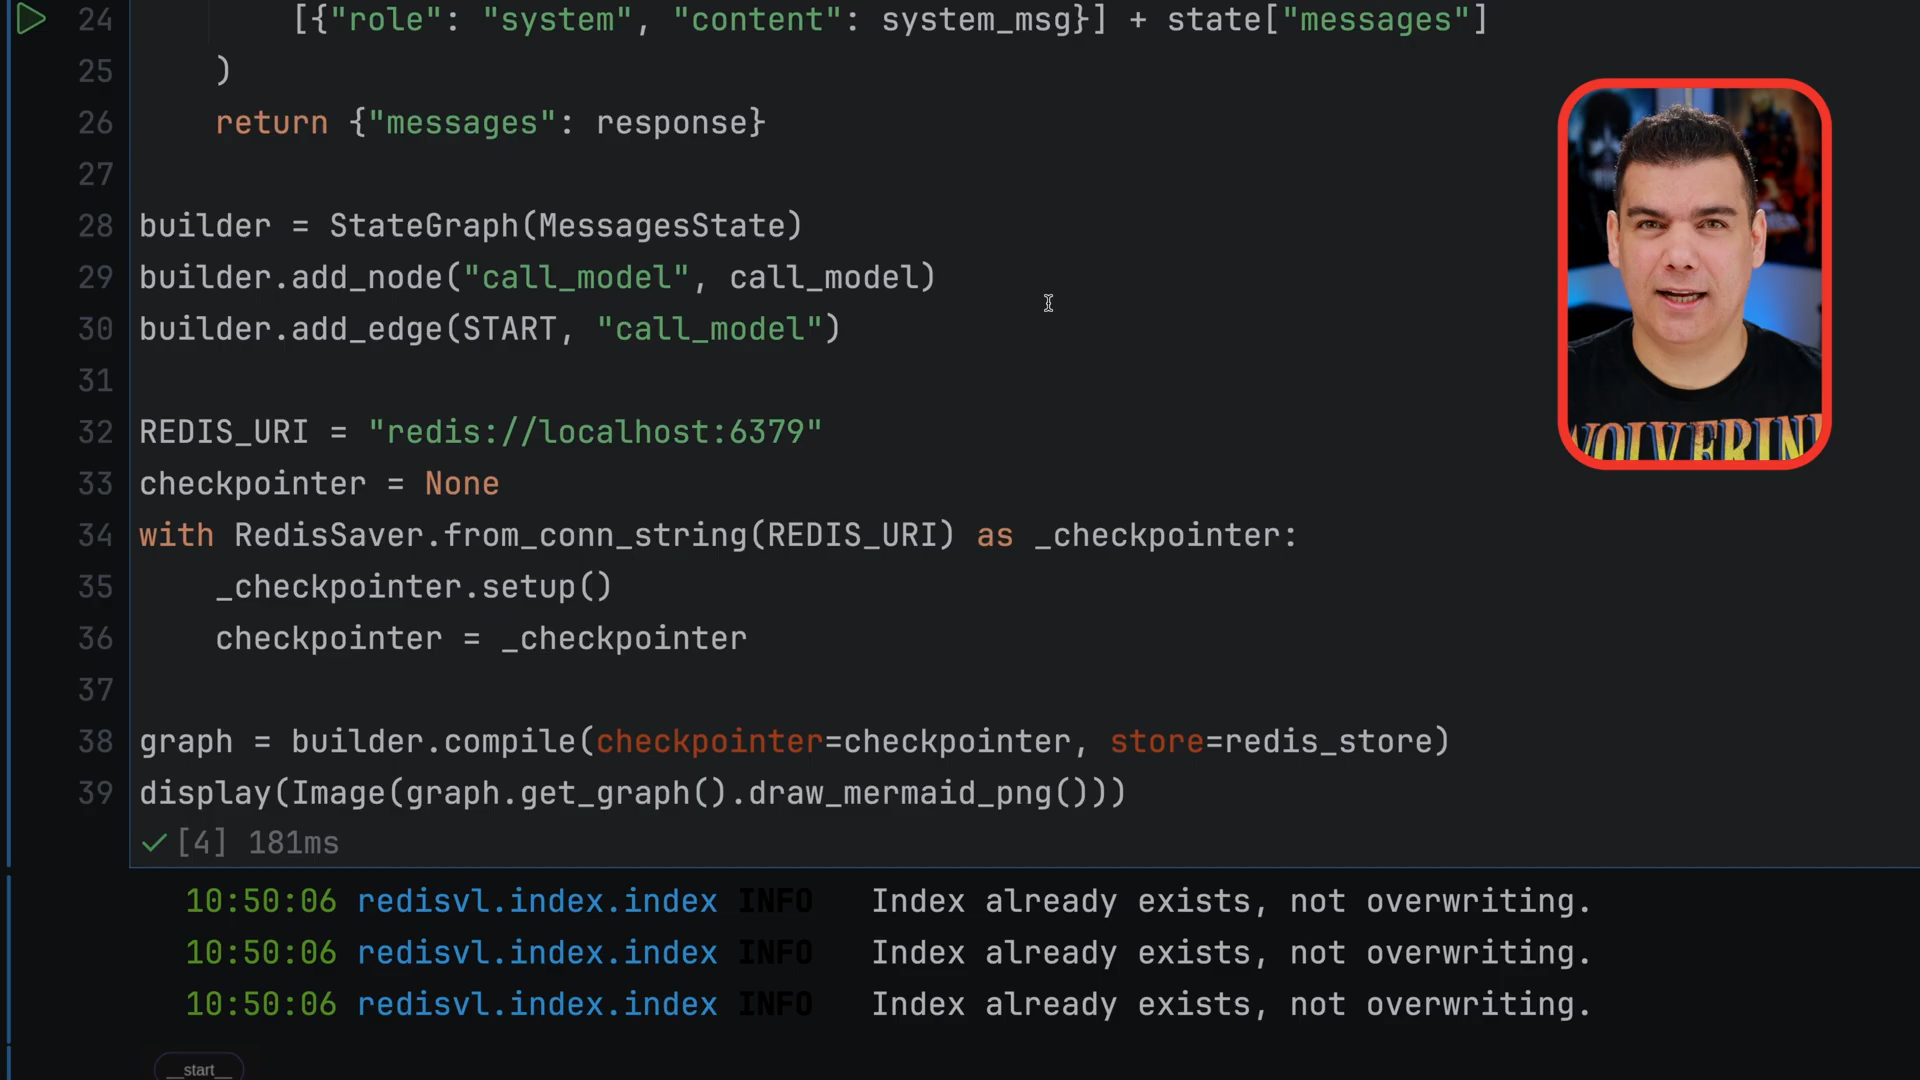 24 [{"role": "system", "content": system_msg}] + state["messages"]
25 )
26 return {"messages": response}
27
28 builder = StateGraph(MessagesState)
29 builder.add_node("call_model", call_model)
30 builder.add_edge(START, "call_model")
31
32 REDIS_URI = "redis://localhost:6379"
33 checkpointer = None
34 with RedisSaver.from_conn_string(REDIS_URI) as _checkpointer:
35 _checkpointer.setup()
36 checkpointer = _checkpointer
37
38 graph = builder.compile(checkpointer=checkpointer, store=redis_store)
39 display(Image(graph.get_graph().draw_mermaid_png()))
[4] 181ms
10:50:06 redisvl.index.index INFO Index already exists, not overwriting.
10:50:06 redisvl.index.index INFO Index already exists, not overwriting.
10:50:06 redisvl.index.index INFO Index already exists, not overwriting.
__start__
WOLVERIN